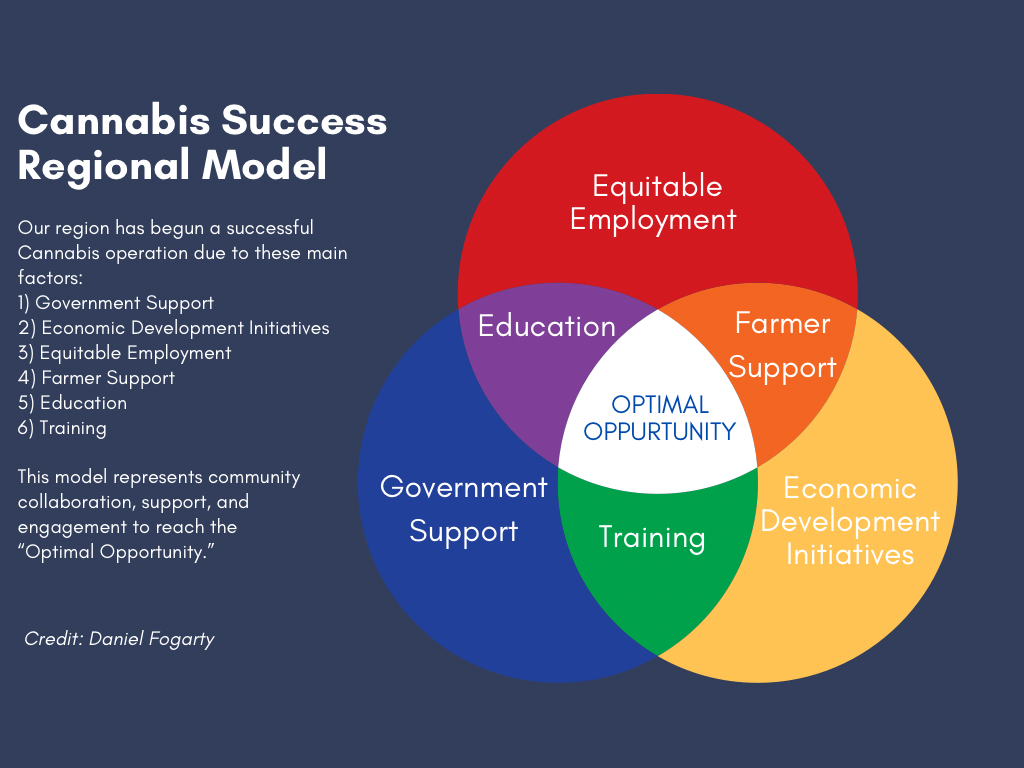 Cannabis Success
Regional Model
Our region has begun a successful
Cannabis operation due to these main
factors:
1) Government Support
2) Economic Development Initiatives
3) Equitable Employment
4) Farmer Support
5) Education
6) Training
This model represents community
collaboration, support, and
engagement to reach the
“Optimal Opportunity.”
Credit: Daniel Fogarty
Equitable
Employment
Education
Farmer
Support
OPTIMAL
OPPURTUNITY
Government
Support
Training
Economic
Development
Initiatives